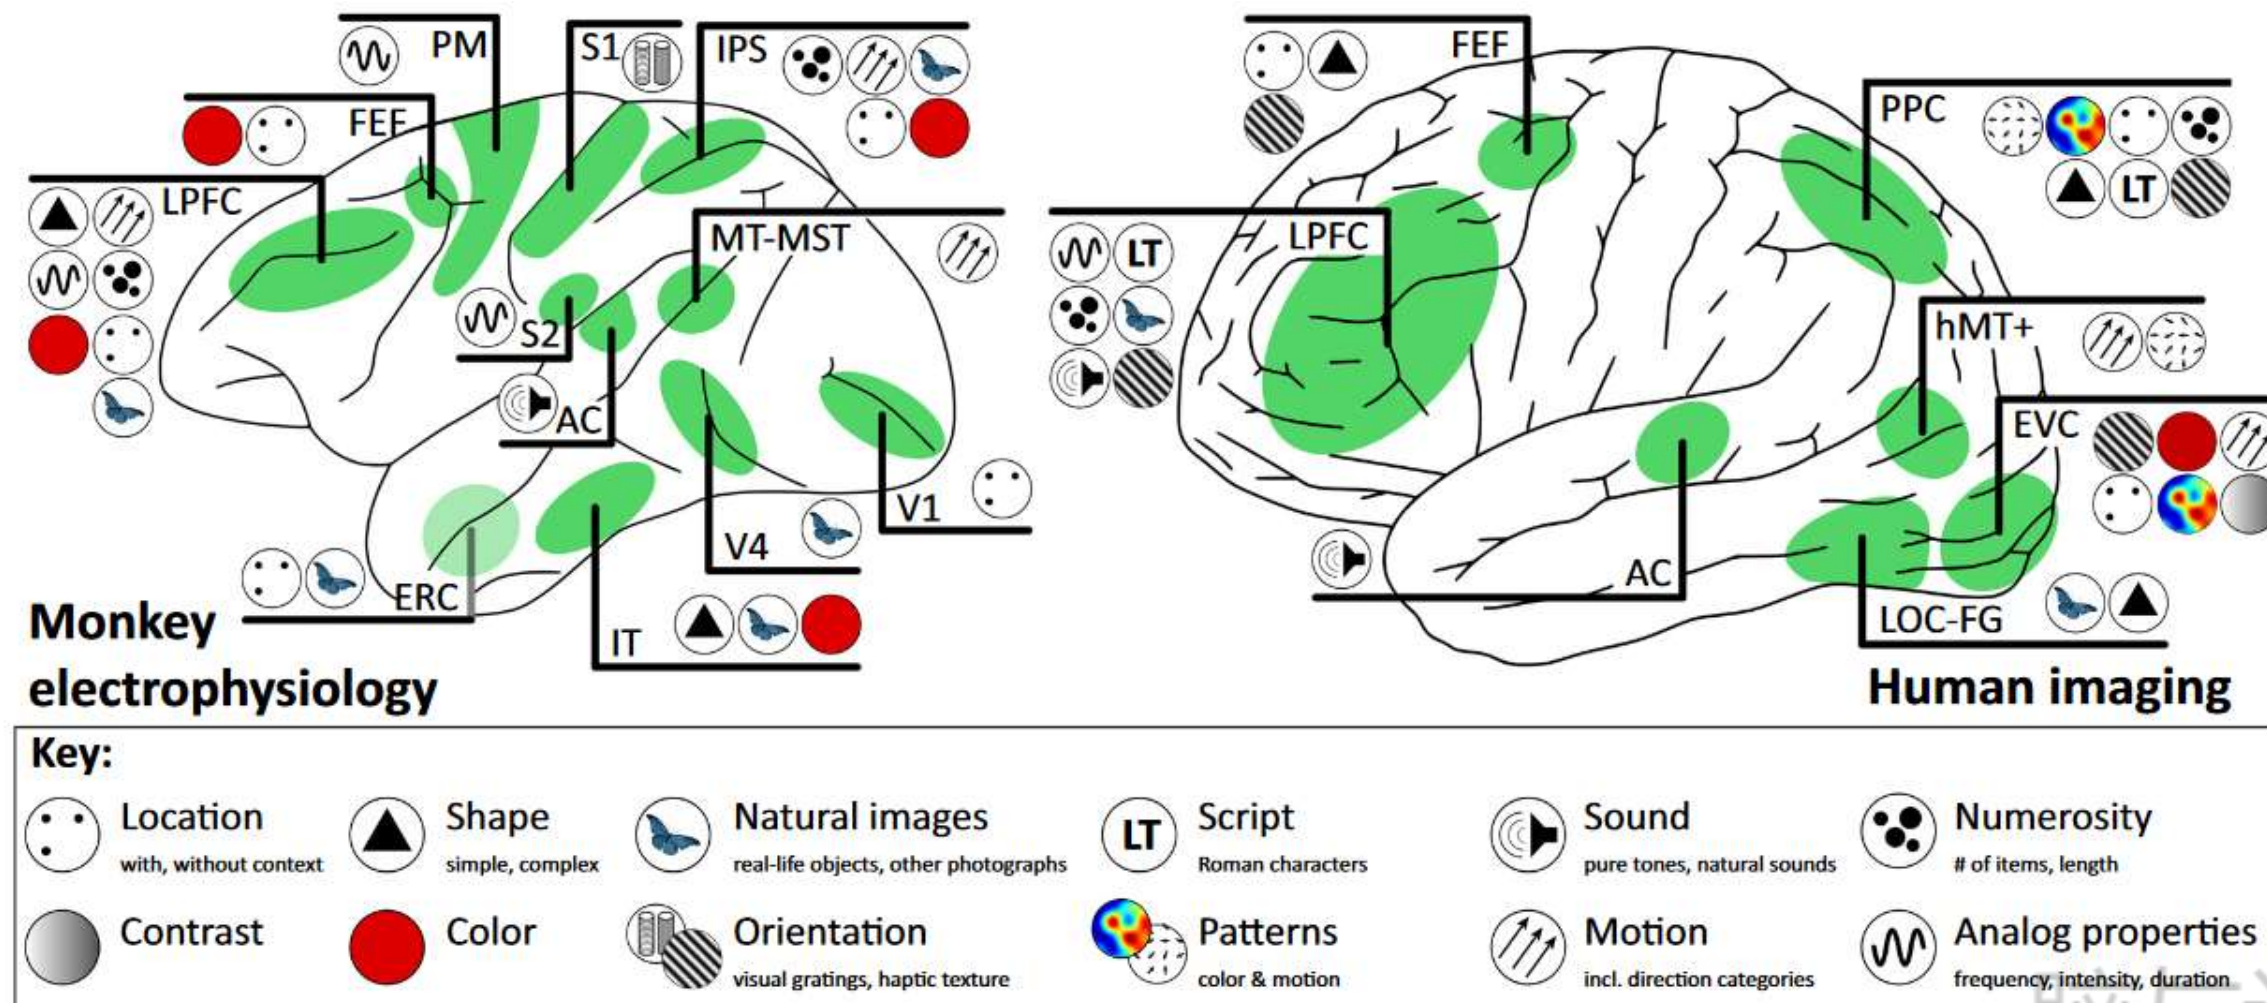 PM
S1
IPS
FEF
LPFC
MT-MST
S2
AC
V1
V4
ERC
IT
Monkey
electrophysiology
FEF
PPC
LT
LPFC
LT
hMT+
EVC
AC
LOC-FG
Human imaging
Key:
Location
with, without context
Shape
simple, complex
Natural images
real-life objects, other photographs
LT
Script
Roman characters
Sound
pure tones, natural sounds
Numerosity
# of items, length
Contrast
Color
Orientation
visual gratings, haptic texture
Patterns
color & motion
Motion
incl. direction categories
Analog properties
frequency, intensity, duration